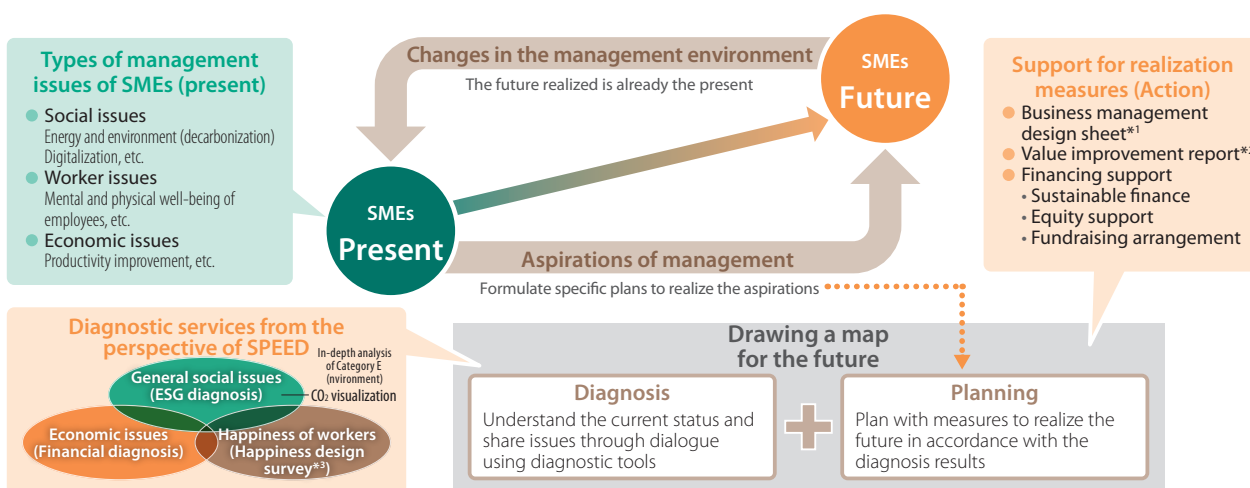 Types of management
issues of SMEs (present)
● Social issues
Energy and environment (decarbonization)
Digitalization, etc.
● Worker issues
Mental and physical well-being of
employees, etc.
● Economic issues
Productivity improvement, etc.
Changes in the management environment
The future realized is already the present
SMEs
Future
SMEs
Present
Aspirations of management
Formulate specific plans to realize the aspirations
Support for realization
measures (Action)
● Business management
design sheet*1
● Value improvement report*2
● Financing support
• Sustainable finance
• Equity support
• Fundraising arrangement
Diagnostic services from the
perspective of SPEED
In-depth analysis
of Category E
(nvironment)
CO₂ visualization
General social issues
(ESG diagnosis)
Economic issues
(Financial diagnosis)
Happiness of workers
(Happiness design
survey*3)
Drawing a map
for the future
Diagnosis
Understand the current status and
share issues through dialogue
using diagnostic tools
Planning
Plan with measures to realize the
future in accordance with the
diagnosis results